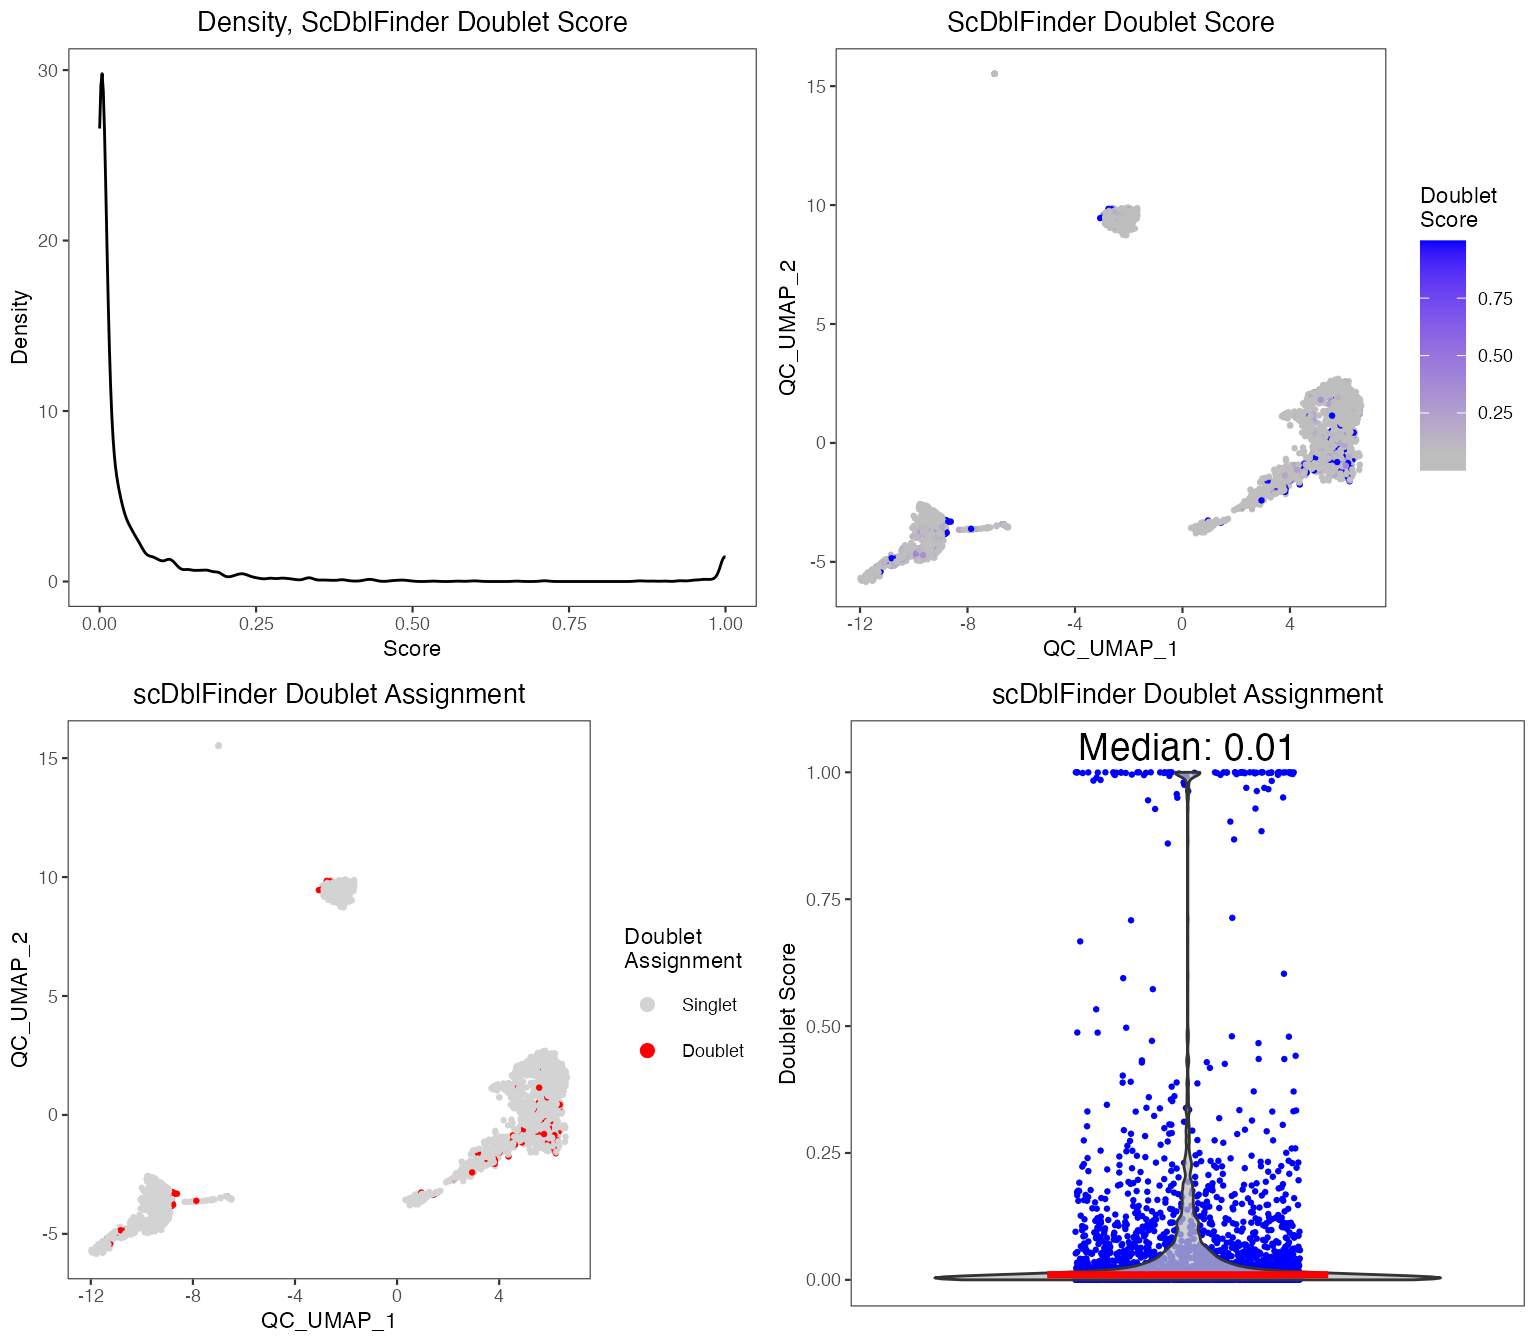 Density, ScDblFinder Doublet Score
30
20
10
0
Density
0.00 0.25 0.50 0.75 1.00
Score
ScDblFinder Doublet Score
15
10
5
0
-5
QC_UMAP_2
-12 -8 -4 0 4
QC_UMAP_1
Doublet
Score
0.75
0.50
0.25
scDblFinder Doublet Assignment
15
10
5
0
-5
QC_UMAP_2
-12 -8 -4 0 4
QC_UMAP_1
Doublet
Assignment
Singlet
Doublet
scDblFinder Doublet Assignment
Median: 0.01
1.00
0.75
0.50
0.25
0.00
Doublet Score